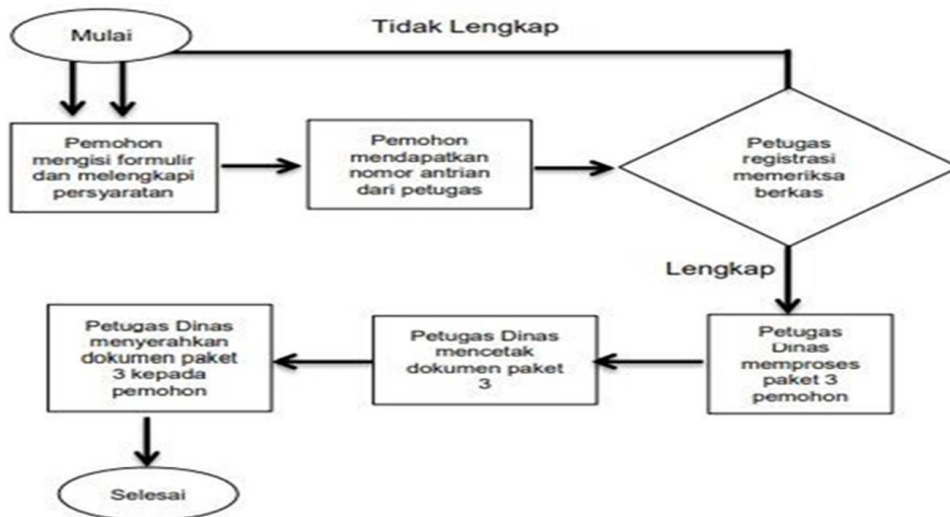 Mulai
Tidak Lengkap
Pemohon
mengisi formulir
dan melengkapi
persyaratan
Pemohon
mendapatkan
nomor antrian
dari petugas
Petugas
registrasi
memeriksa
berkas
Lengkap
Petugas
Dinas
memproses
paket 3
pemohon
Petugas Dinas
mencetak
dokumen paket
3
Petugas Dinas
menyerahkan
dokumen paket
3 kepada
pemohon
Selesai